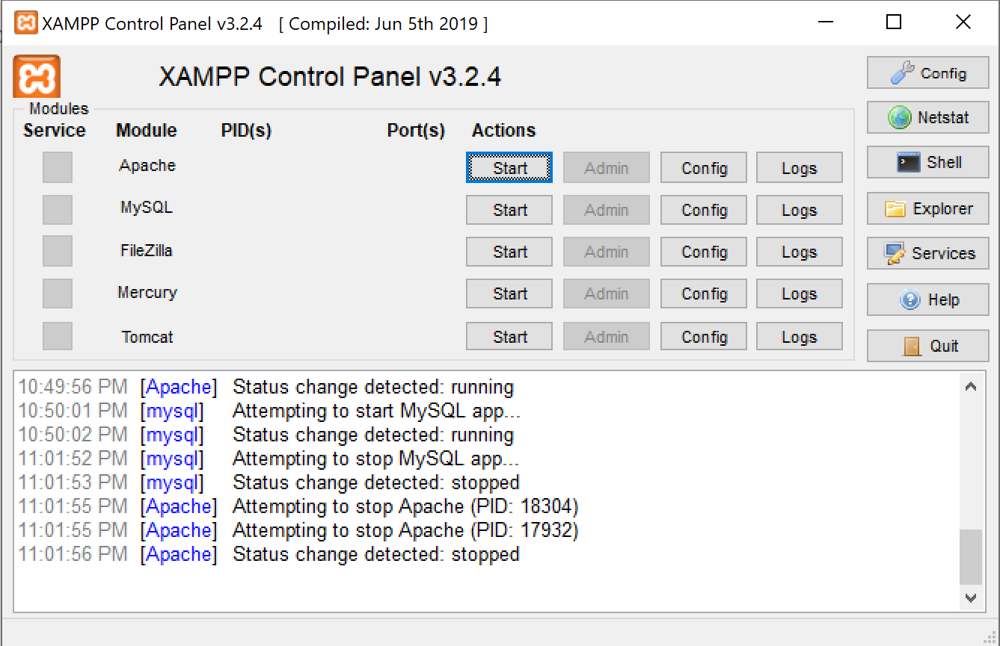 XAMPP Control Panel v3.2.4 [ Compiled: Jun 5th 2019 ]
XAMPP Control Panel v3.2.4
Config
Modules
Service Module PID(s) Port(s) Actions
Netstat
Apache Start Admin Config Logs
Shell
MySQL Start Admin Config Logs
Explorer
FileZilla Start Admin Config Logs
Services
Mercury Start Admin Config Logs
Help
Tomcat Start Admin Config Logs
Quit
10:49:56 PM [Apache] Status change detected: running
10:50:01 PM [mysql] Attempting to start MySQL app...
10:50:02 PM [mysql] Status change detected: running
11:01:52 PM [mysql] Attempting to stop MySQL app...
11:01:53 PM [mysql] Status change detected: stopped
11:01:55 PM [Apache] Attempting to stop Apache (PID: 18304)
11:01:55 PM [Apache] Attempting to stop Apache (PID: 17932)
11:01:56 PM [Apache] Status change detected: stopped